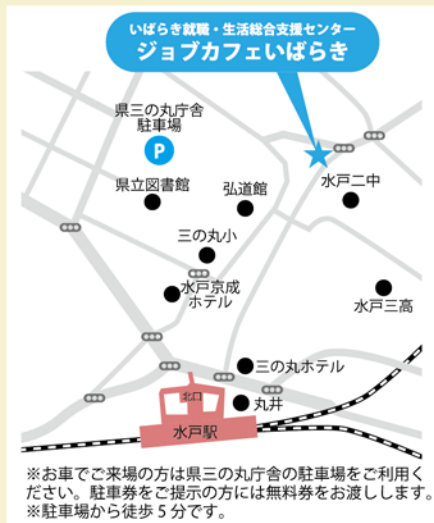 いばらき就職・生活総合支援センター
ジョブカフェいばらき
県三の丸庁舎
駐車場
P
県立図書館
弘道館
水戸二中
三の丸小
水戸京成
ホテル
水戸三高
三の丸ホテル
北口
丸井
水戸駅
※お車でご来場の方は県三の丸庁舎の駐車場をご利用く
ださい。駐車券をご提示の方には無料券をお渡しします。
※駐車場から徒歩5分です。